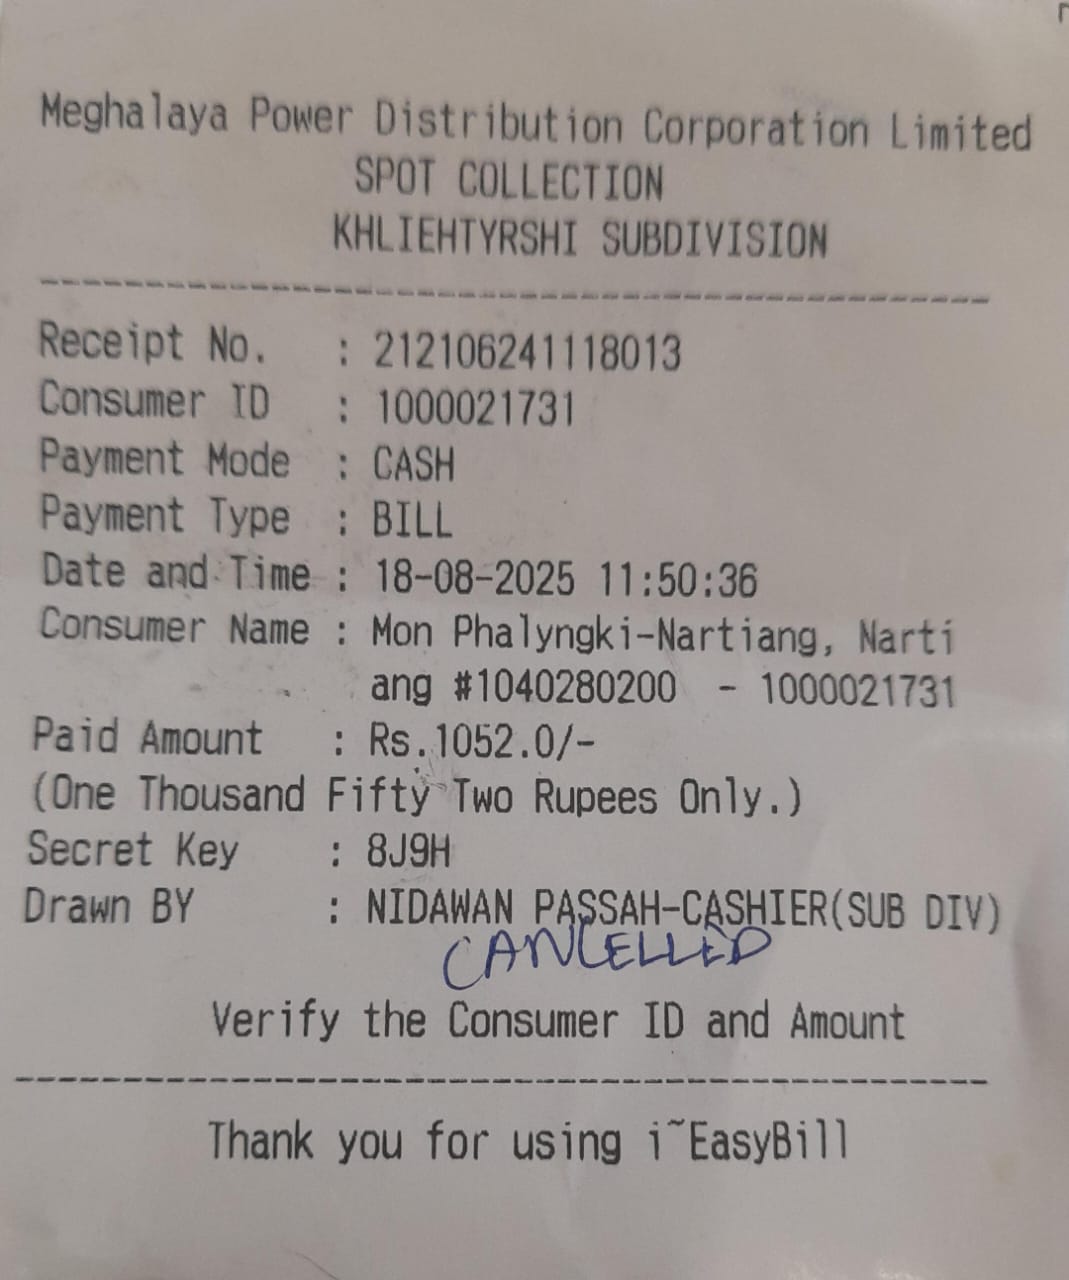 Meghalaya Power Distribution Corporation Limited
SPOT COLLECTION
KHLIEHTYRSHI SUBDIVISION
Receipt No. : 212106241118013
Consumer ID : 1000021731
Payment Mode : CASH
Payment Type : BILL
Date and Time : 18-08-2025 11:50:36
Consumer Name : Mon Phalyngki-Nartiang, Narti
ang #1040280200 - 1000021731
Paid Amount : Rs.1052.0/-
(One Thousand Fifty Two Rupees Only.)
Secret Key : 8J9H
Drawn BY : NIDAWAN PASSAH-CASHIER(SUB DIV)
CANCELLED
Verify the Consumer ID and Amount
Thank you for using i~EasyBill